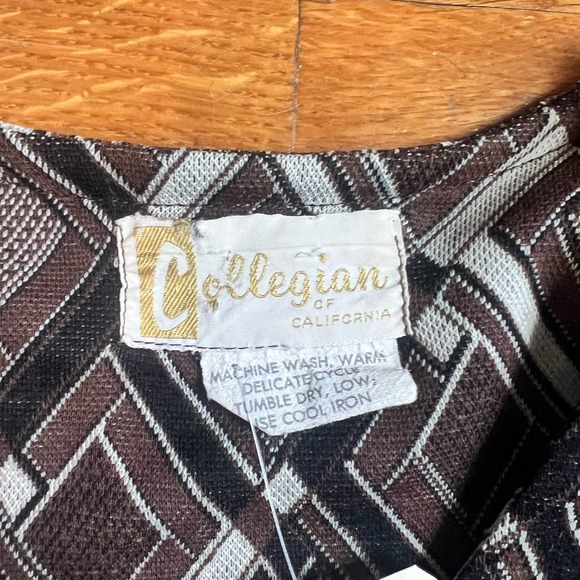 Collegian
OF
CALIFORNIA
MACHINE WASH, WARM
DELICATE CYCLE
TUMBLE DRY, LOW;
USE COOL IRON